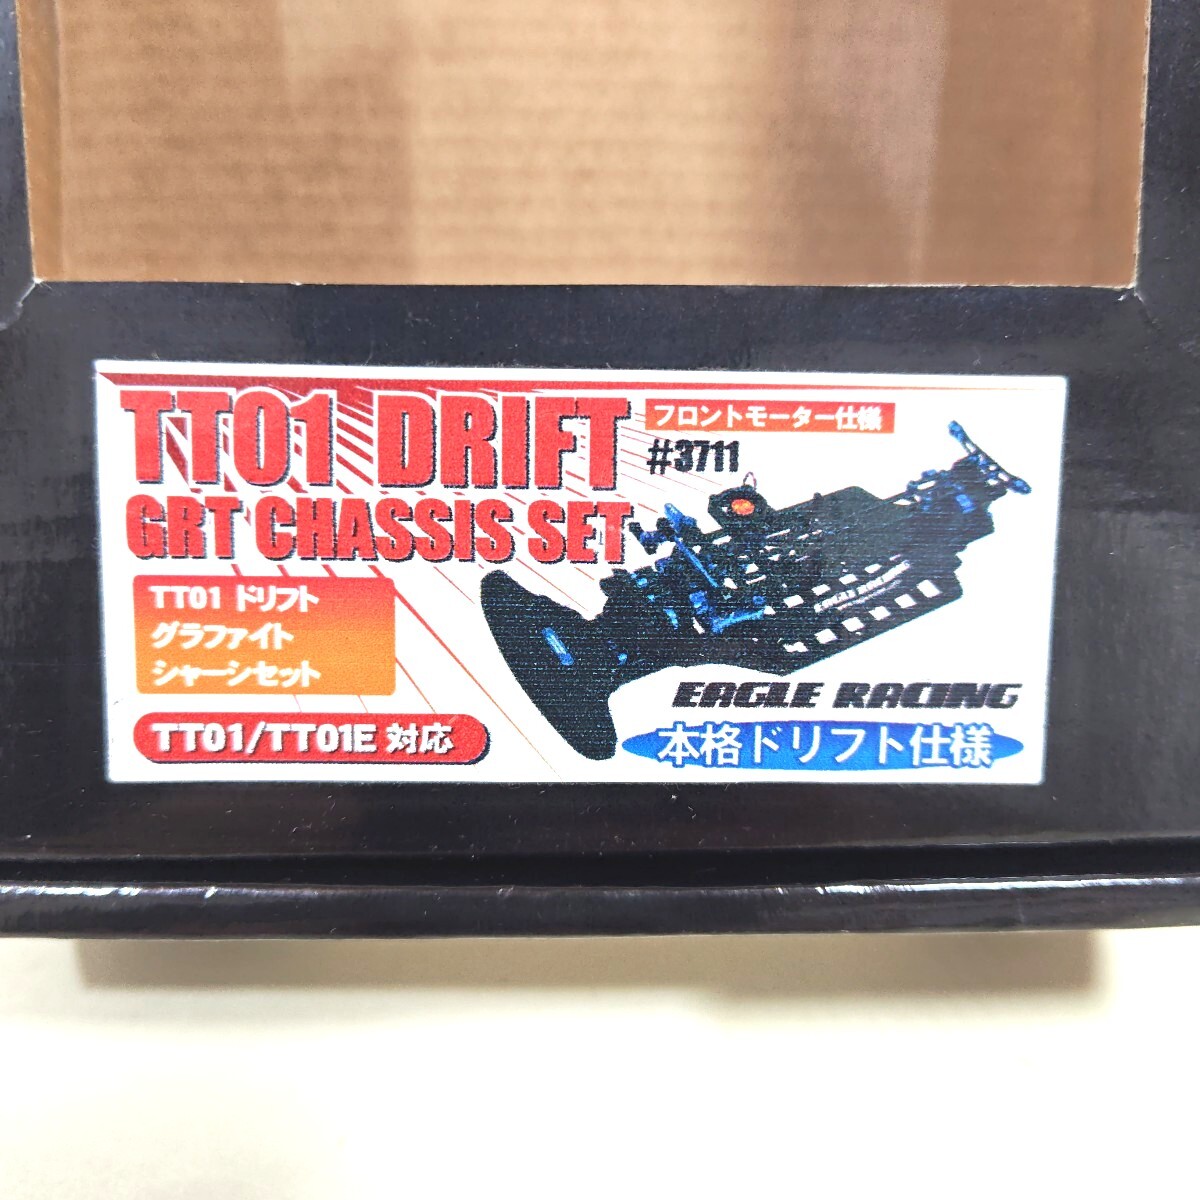 TT01 DRIFT
フロントモーター仕様
#3711
GRT CHASSIS SET
TT01 ドリフト
グラファイト
シャーシセット
EAGLE RACING
EAGLE RACING
TT01/TT01E 対応
本格ドリフト仕様